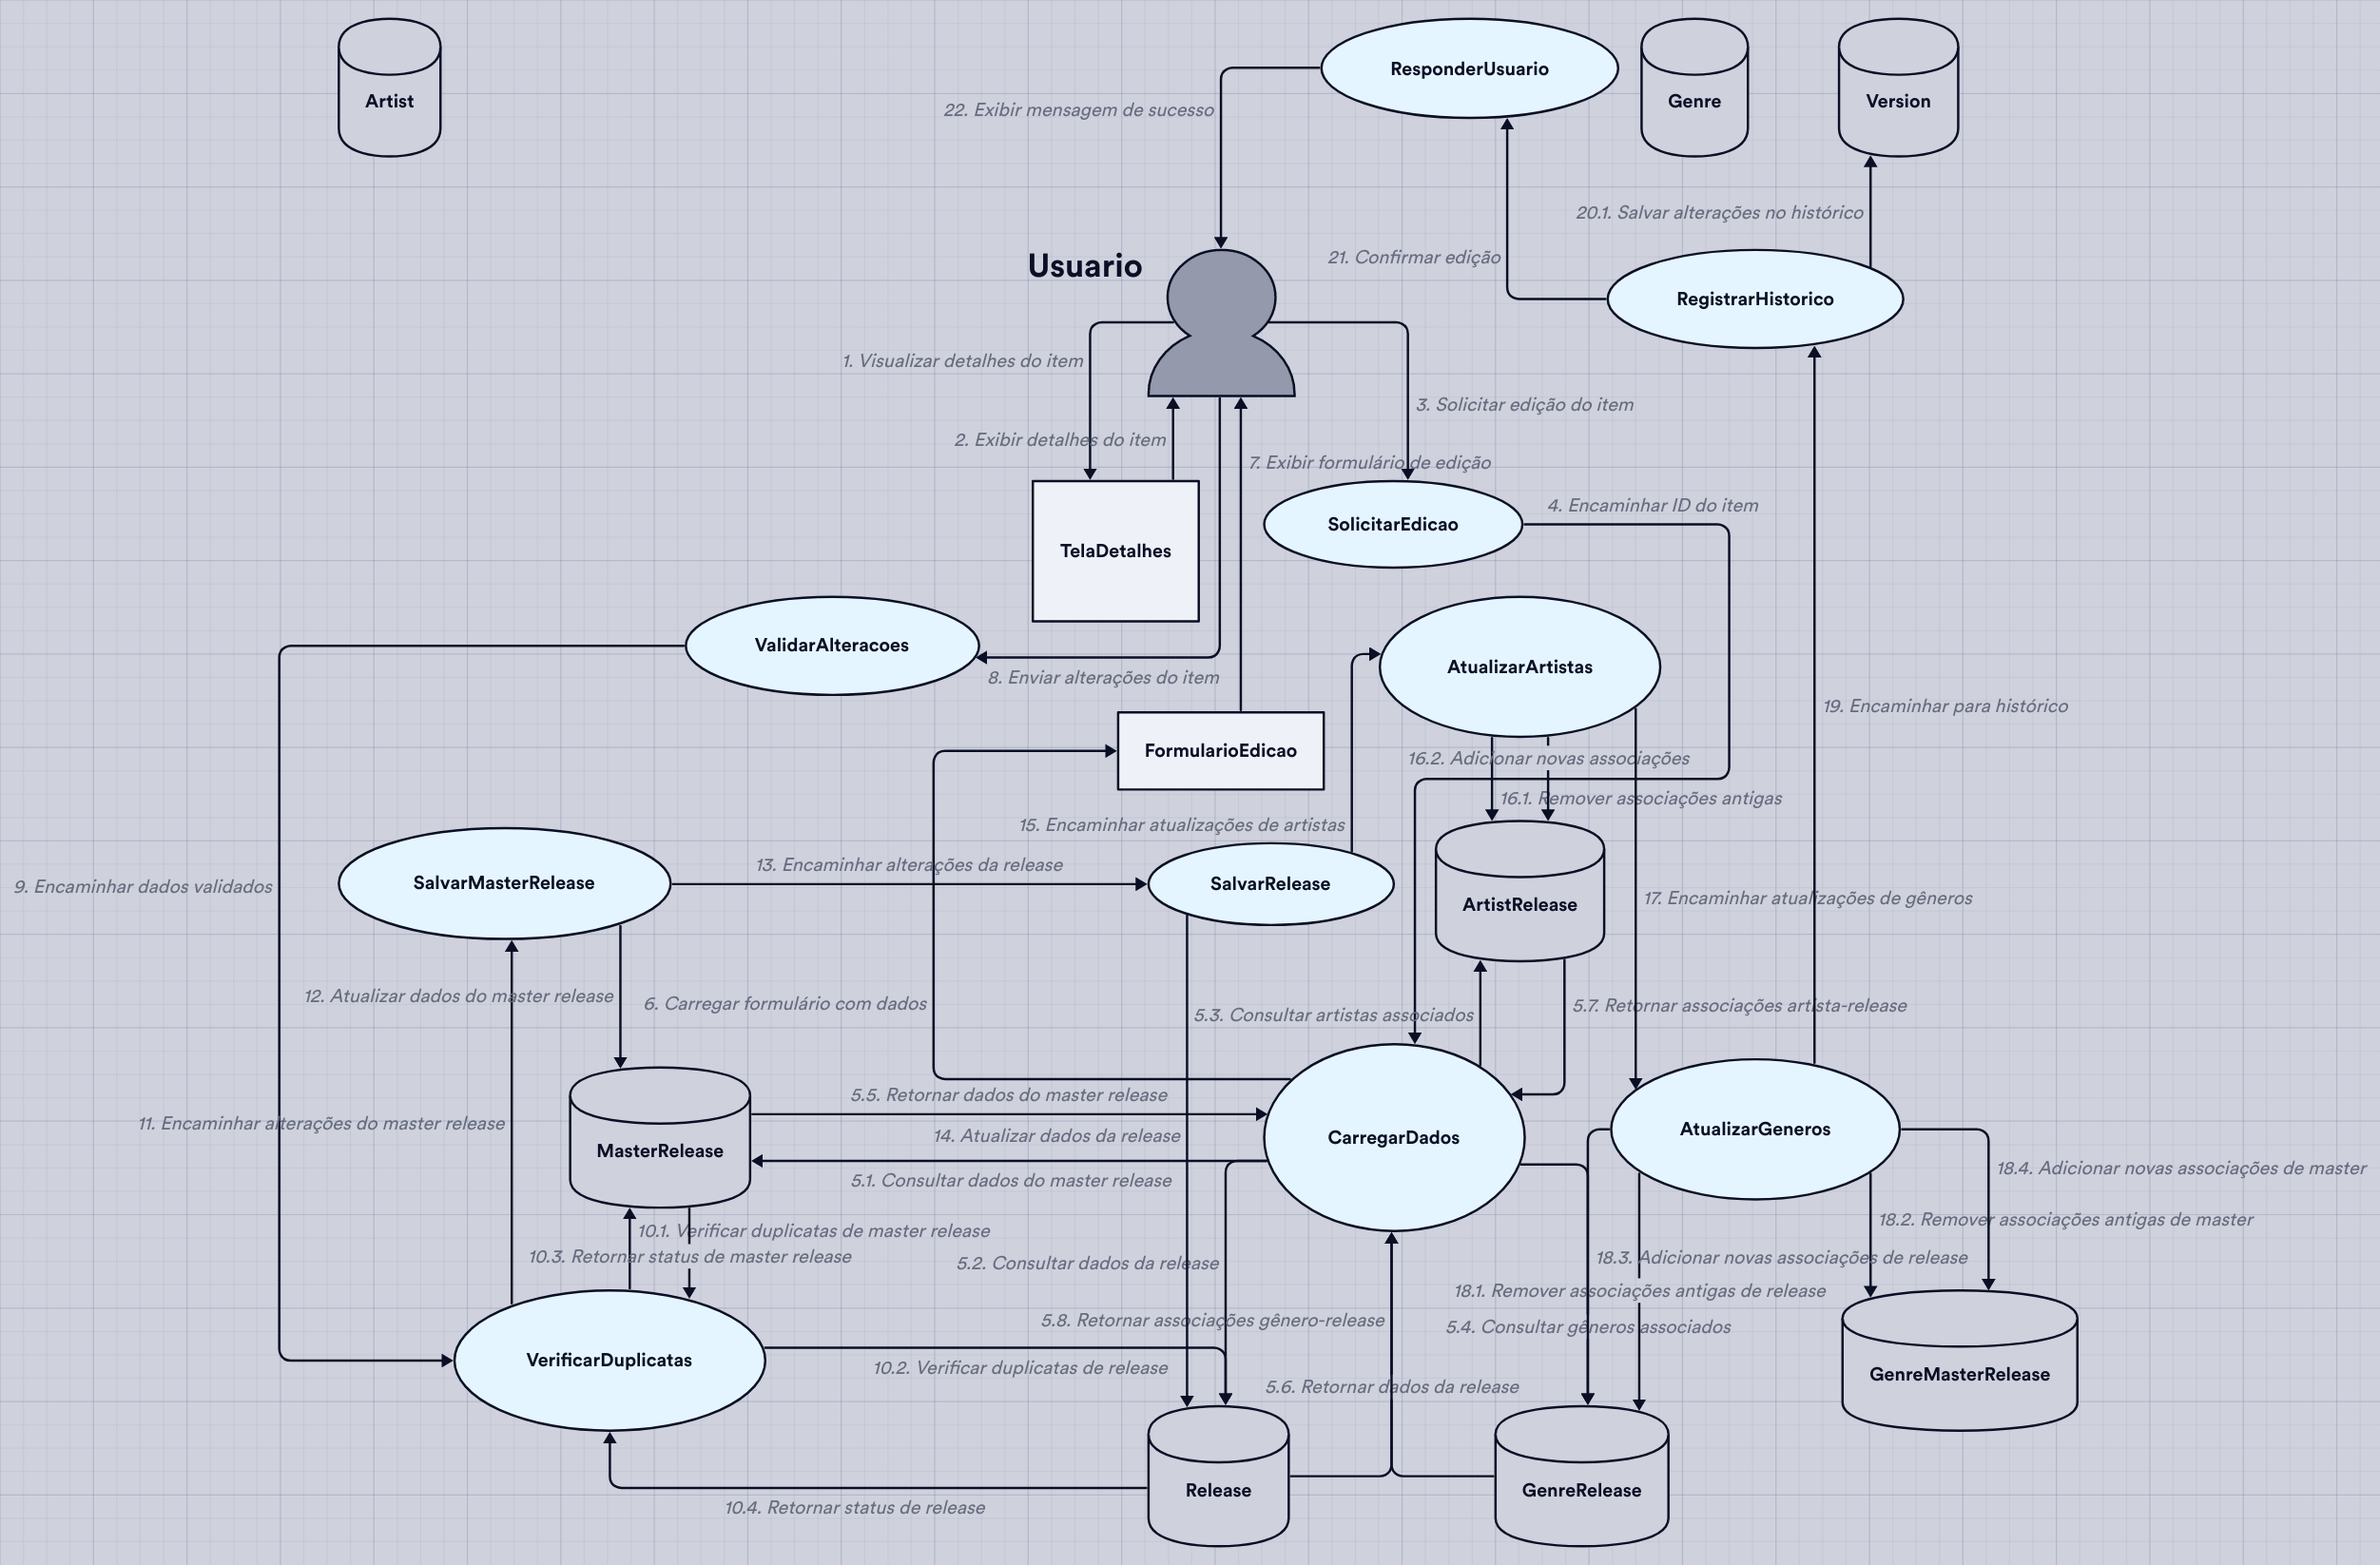 ResponderUsuario
Artist
Genre
Version
22. Exibir mensagem de sucesso
20.1. Salvar alterações no histórico
21. Confirmar edição
Usuario
RegistrarHistorico
1. Visualizar detalhes do item
3. Solicitar edição do item
2. Exibir detalhes do item
7. Exibir formulário de edição
4. Encaminhar ID do item
SolicitarEdicao
TelaDetalhes
ValidarAlteracoes
AtualizarArtistas
8. Enviar alterações do item
19. Encaminhar para histórico
FormularioEdicao
16.2. Adicionar novas associações
16.1. Remover associações antigas
15. Encaminhar atualizações de artistas
13. Encaminhar alterações da release
SalvarMasterRelease
SalvarRelease
9. Encaminhar dados validados
17. Encaminhar atualizações de gêneros
ArtistRelease
12. Atualizar dados do master release
6. Carregar formulário com dados
5.3. Consultar artistas associados
5.7. Retornar associações artista-release
5.5. Retornar dados do master release
11. Encaminhar alterações do master release
14. Atualizar dados da release
CarregarDados
AtualizarGeneros
MasterRelease
18.4. Adicionar novas associações de master
5.1. Consultar dados do master release
18.2. Remover associações antigas de master
10.1. Verificar duplicatas de master release
10.3. Retornar status de master release
5.2. Consultar dados da release
18.3. Adicionar novas associações de release
18.1. Remover associações antigas de release
5.8. Retornar associações gênero-release
5.4. Consultar gêneros associados
VerificarDuplicatas
10.2. Verificar duplicatas de release
GenreMasterRelease
5.6. Retornar dados da release
Release
GenreRelease
10.4. Retornar status de release